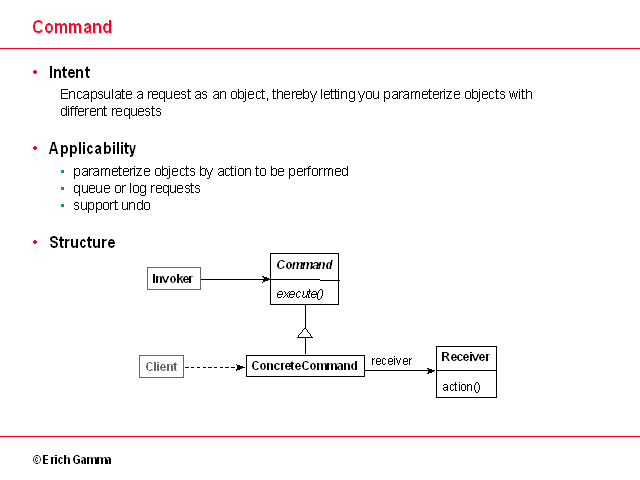 Command
• Intent
Encapsulate a request as an object, thereby letting you parameterize objects with
different requests
• Applicability
• parameterize objects by action to be performed
• queue or log requests
• support undo
• Structure
Command
Invoker
execute()
Client
ConcreteCommand
receiver
Receiver
action()
© Erich Gamma